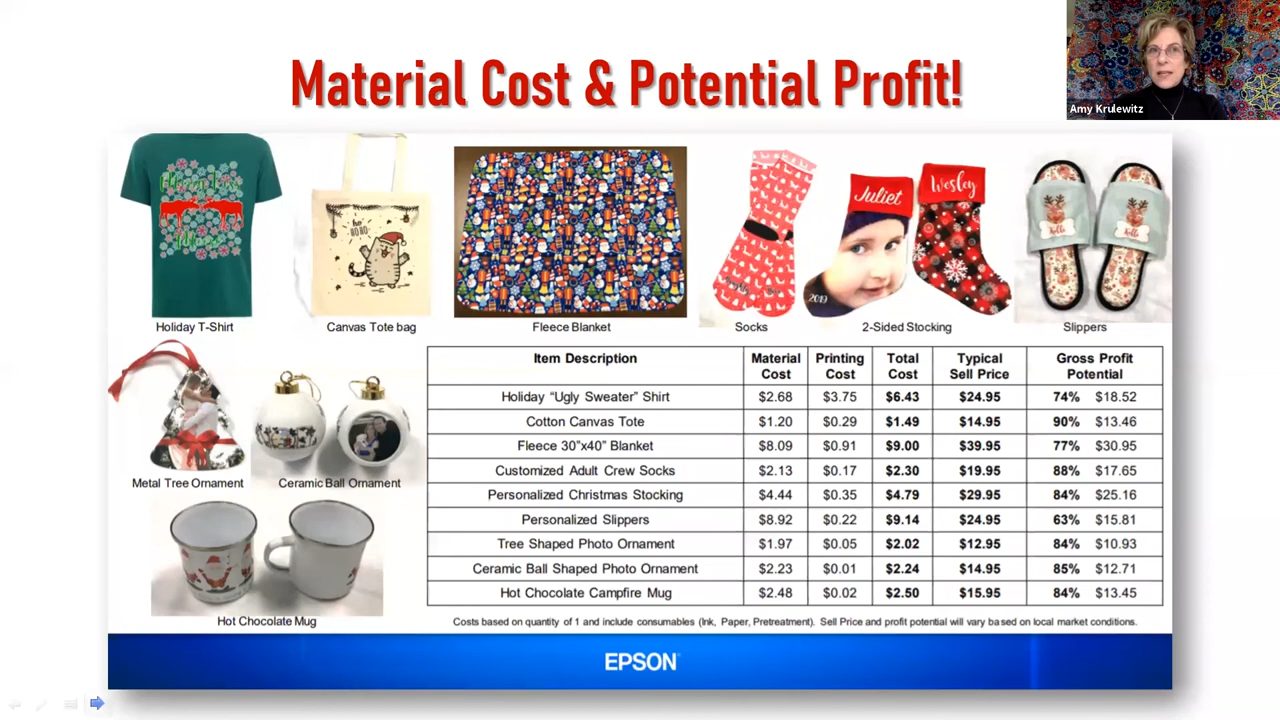 Material Cost & Potential Profit!
Amy Krulewitz
ho
HO HO
Juliet
Wesley
2019
Holiday T-Shirt
Canvas Tote bag
Fleece Blanket
Socks
2-Sided Stocking
Slippers
Metal Tree Ornament
Ceramic Ball Ornament
Hot Chocolate Mug
Item Description Material Cost Printing Cost Total Cost Typical Sell Price Gross Profit Potential
Holiday “Ugly Sweater” Shirt $2.68 $3.75 $6.43 $24.95 74% $18.52
Cotton Canvas Tote $1.20 $0.29 $1.49 $14.95 90% $13.46
Fleece 30”x40” Blanket $8.09 $0.91 $9.00 $39.95 77% $30.95
Customized Adult Crew Socks $2.13 $0.17 $2.30 $19.95 88% $17.65
Personalized Christmas Stocking $4.44 $0.35 $4.79 $29.95 84% $25.16
Personalized Slippers $8.92 $0.22 $9.14 $24.95 63% $15.81
Tree Shaped Photo Ornament $1.97 $0.05 $2.02 $12.95 84% $10.93
Ceramic Ball Shaped Photo Ornament $2.23 $0.01 $2.24 $14.95 85% $12.71
Hot Chocolate Campfire Mug $2.48 $0.02 $2.50 $15.95 84% $13.45
Costs based on quantity of 1 and include consumables (Ink, Paper, Pretreatment). Sell Price and profit potential will vary based on local market conditions.
EPSON